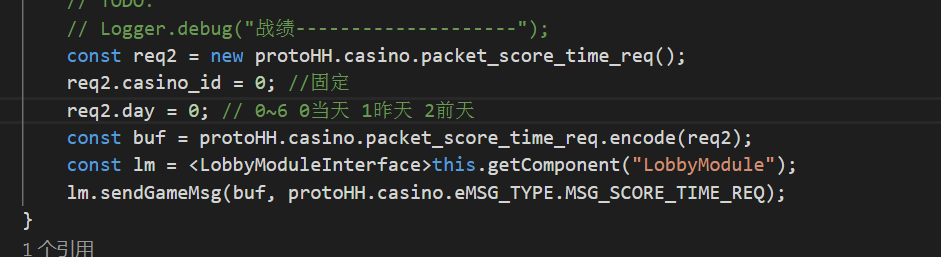 // TODO:
// Logger.debug("战绩--------------------");
const req2 = new protoHH.casino.packet_score_time_req();
req2.casino_id = 0; //固定
req2.day = 0; // 0~6 0当天 1昨天 2前天
const buf = protoHH.casino.packet_score_time_req.encode(req2);
const lm = <LobbyModuleInterface>this.getComponent("LobbyModule");
lm.sendGameMsg(buf, protoHH.casino.eMSG_TYPE.MSG_SCORE_TIME_REQ);
}
1 个引用